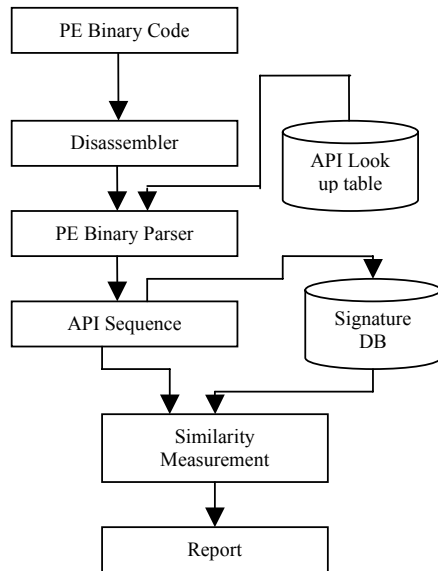 PE Binary Code
Disassembler
API Look
up table
PE Binary Parser
API Sequence
Signature
DB
Similarity
Measurement
Report